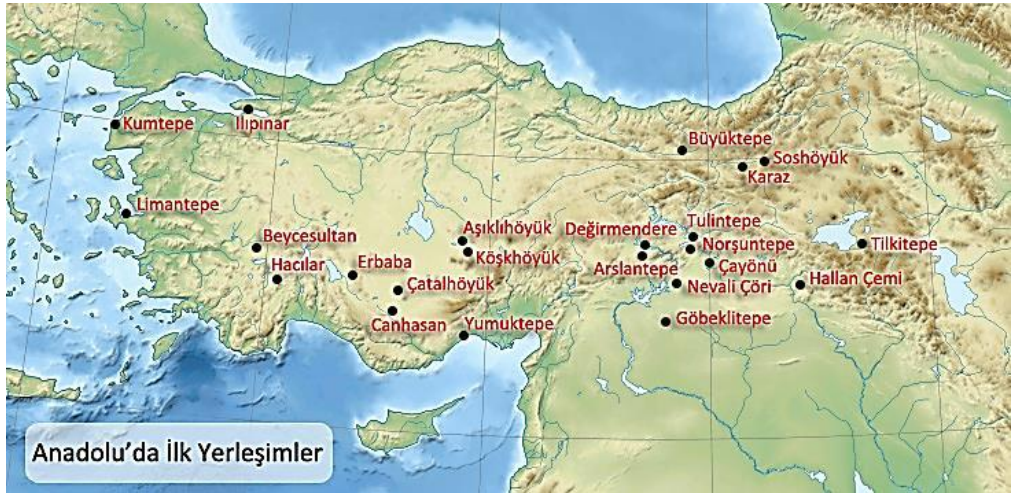 Kumtepe
Ilıpınar
Büyüktepe
Soshöyük
Karaz
Limantepe
Beycesultan
Hacılar
Erbaba
Aşıklıhöyük
Köşkhöyük
Çatalhöyük
Canhasan
Yumuktepe
Değirmendere
Arslantepe
Tulintepe
Norşuntepe
Çayönü
Nevali Çöri
Göbeklitepe
Tilkitepe
Hallan Çemi
Anadolu'da İlk Yerleşimler